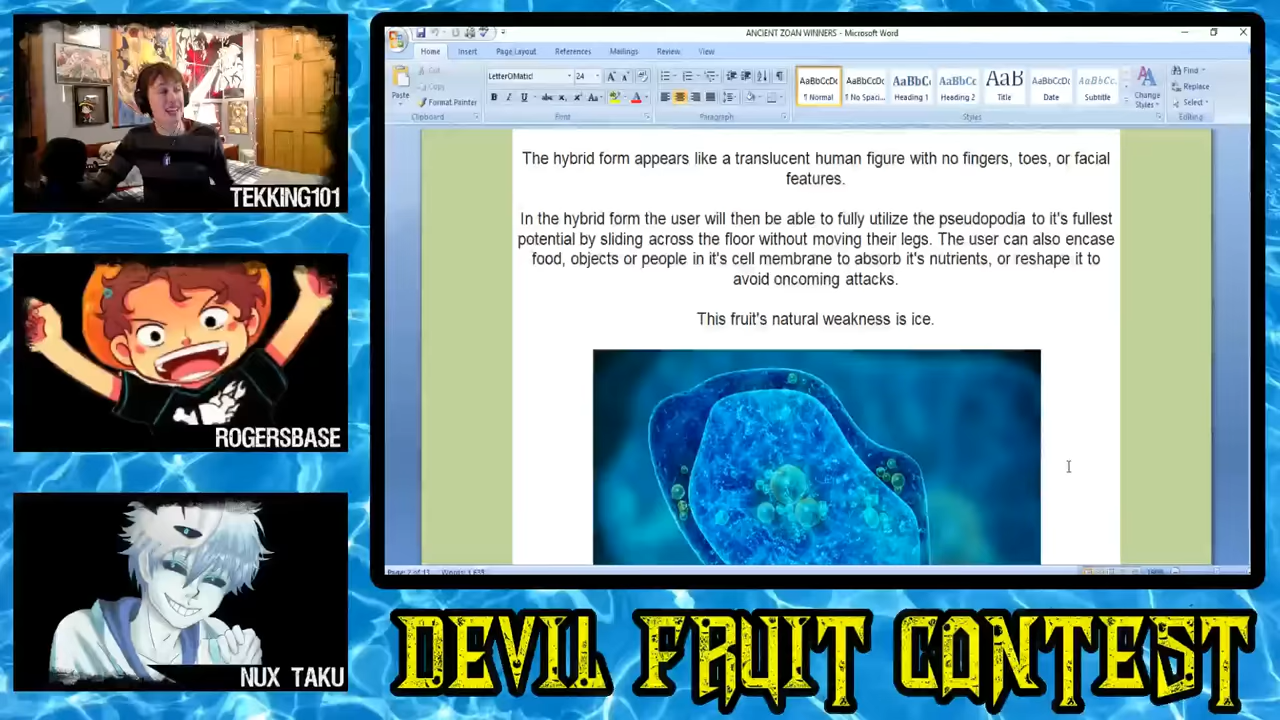 TEKKING101
ROGERSBASE
NUX TAKU
ANCIENT ZOAN WINNERS - Microsoft Word
Home Insert Page Layout References Mailings Review View
Paste
Cut
Copy
Format Painter
Clipboard
24
Font
Paragraph
AaBbCcDc AaBbCcDc AaBbC AaBbCc AaB AaBbCcDc AaBbCcDc
¶ Normal ¶ No Spaci... Heading 1 Heading 2 Title Date Subtitle
Change Styles
Styles
Find
Replace
Select
Editing
The hybrid form appears like a translucent human figure with no fingers, toes, or facial
features.
In the hybrid form the user will then be able to fully utilize the pseudopodia to it's fullest
potential by sliding across the floor without moving their legs. The user can also encase
food, objects or people in it's cell membrane to absorb it's nutrients, or reshape it to
avoid oncoming attacks.
This fruit's natural weakness is ice.
DEVIL FRUIT CONTEST